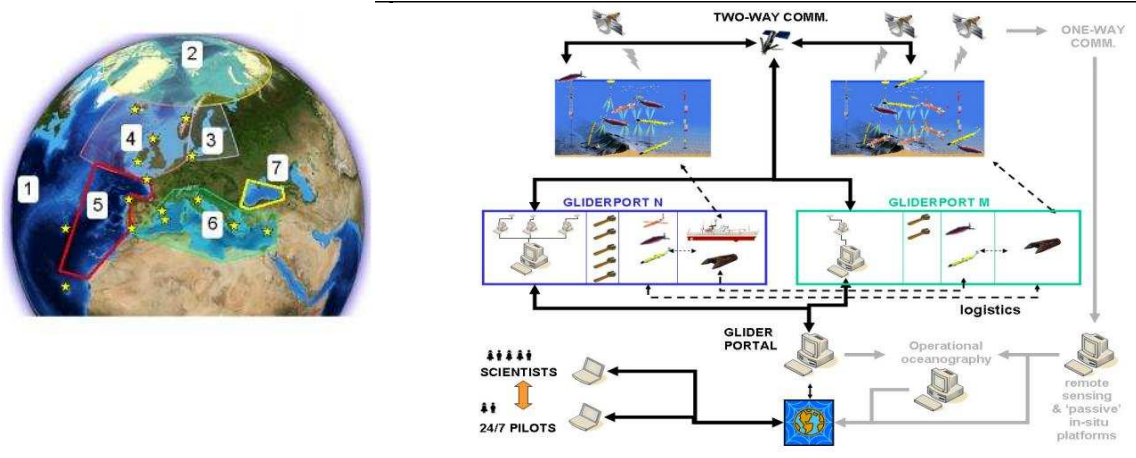 2
4
3
1
7
5
6
TWO-WAY COMM.
ONE-WAY
COMM.
GLIDERPORT N
GLIDERPORT M
logistics
GLIDER
PORTAL
Operational
oceanography
SCIENTISTS
24/7 PILOTS
remote
sensing
& 'passive'
in-situ
platforms